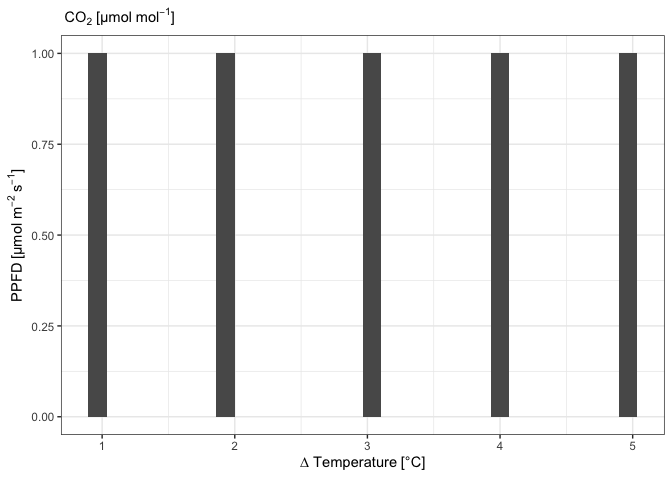 CO₂ [µmol mol⁻¹]
PPFD [µmol m⁻² s⁻¹]
1.00
0.75
0.50
0.25
0.00
1 2 3 4 5
Δ Temperature [°C]